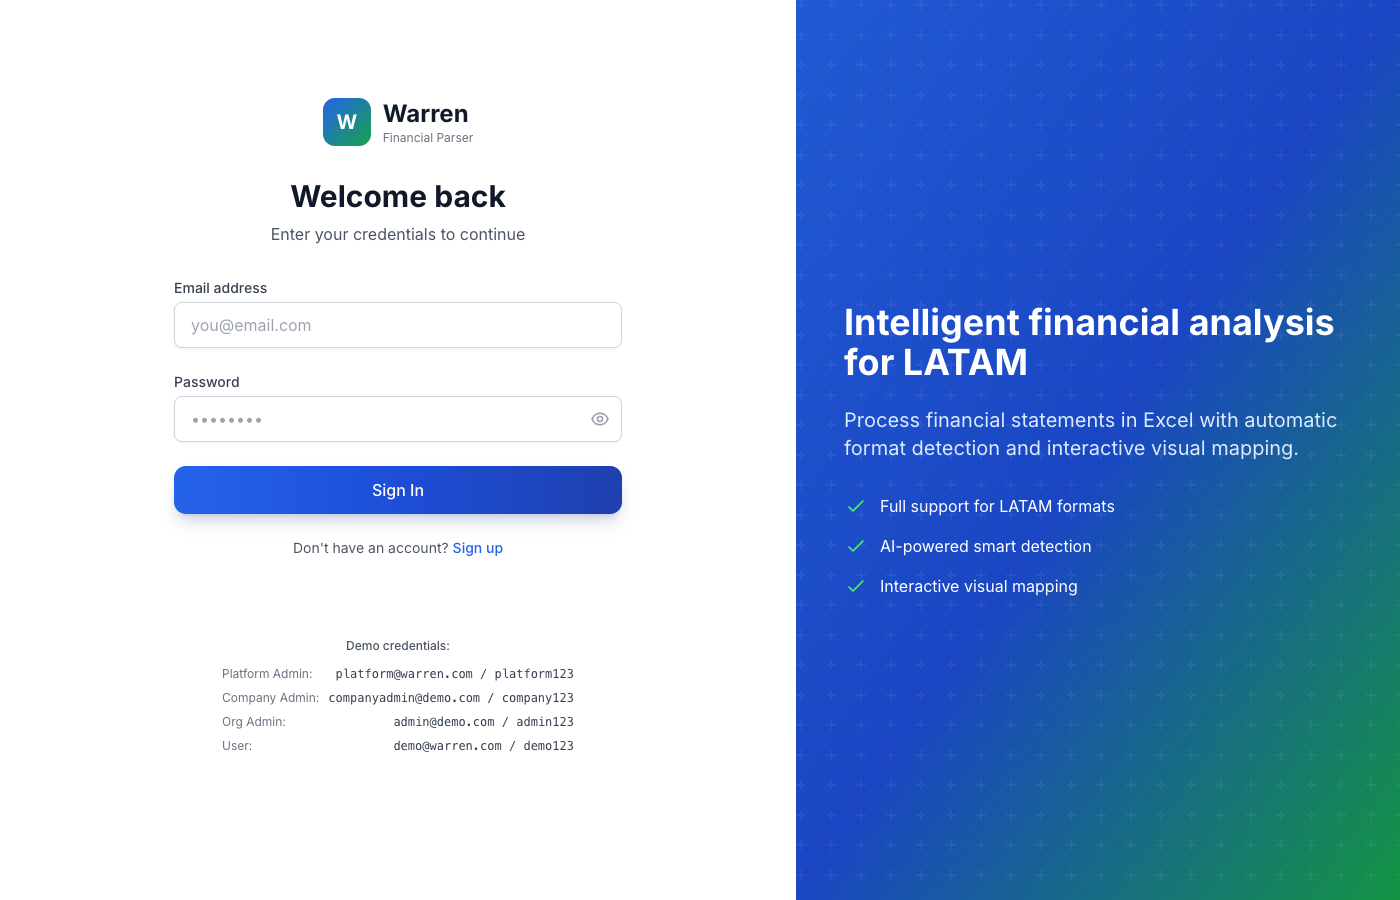 W
Warren
Financial Parser
Welcome back
Enter your credentials to continue
Email address
you@email.com
Password
••••••••
Sign In
Don't have an account? Sign up
Demo credentials:
Platform Admin: platform@warren.com / platform123
Company Admin: companyadmin@demo.com / company123
Org Admin: admin@demo.com / admin123
User: demo@warren.com / demo123
Intelligent financial analysis
for LATAM
Process financial statements in Excel with automatic
format detection and interactive visual mapping.
Full support for LATAM formats
AI-powered smart detection
Interactive visual mapping